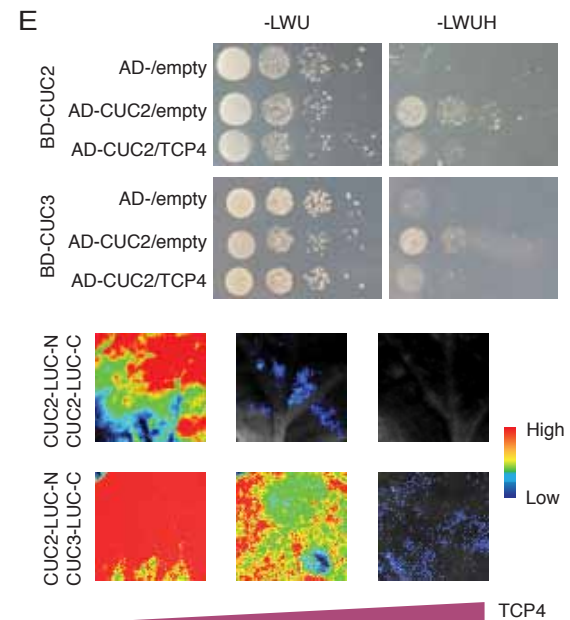 E
-LWU
-LWUH
BD-CUC2
AD-/empty
AD-CUC2/empty
AD-CUC2/TCP4
BD-CUC3
AD-/empty
AD-CUC2/empty
AD-CUC2/TCP4
CUC2-LUC-N
CUC2-LUC-C
High
Low
CUC2-LUC-N
CUC3-LUC-C
TCP4